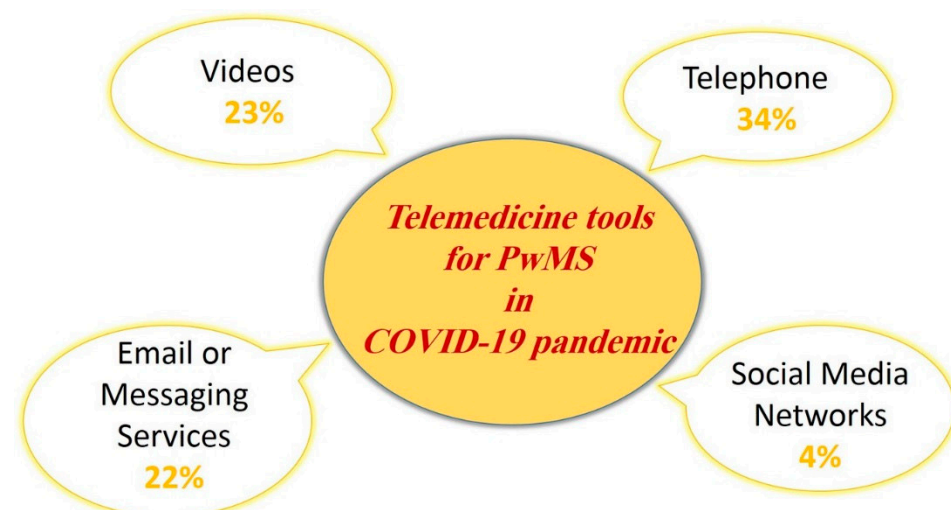 Videos
23%
Telephone
34%
Telemedicine tools
for PwMS
in
COVID-19 pandemic
Email or
Messaging
Services
22%
Social Media
Networks
4%